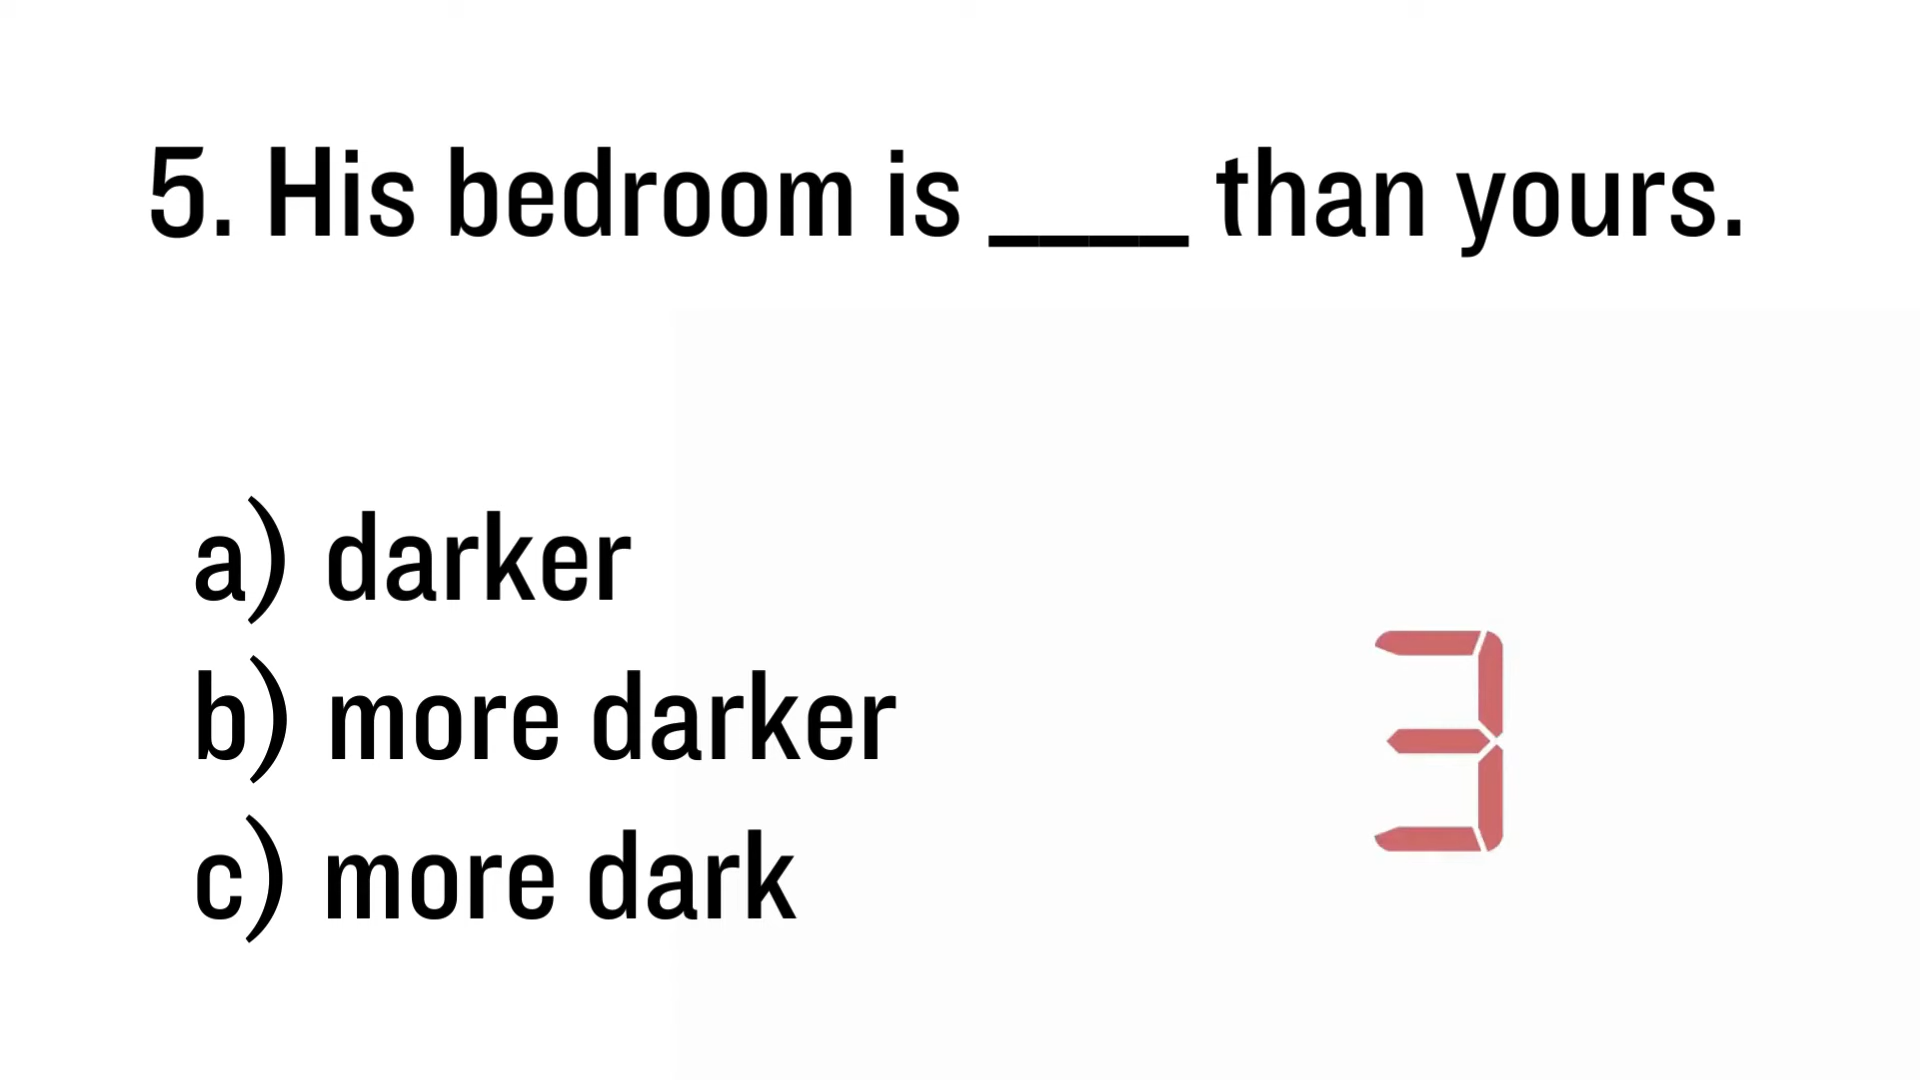 5. His bedroom is ____ than yours.
a) darker
b) more darker
3
c) more dark